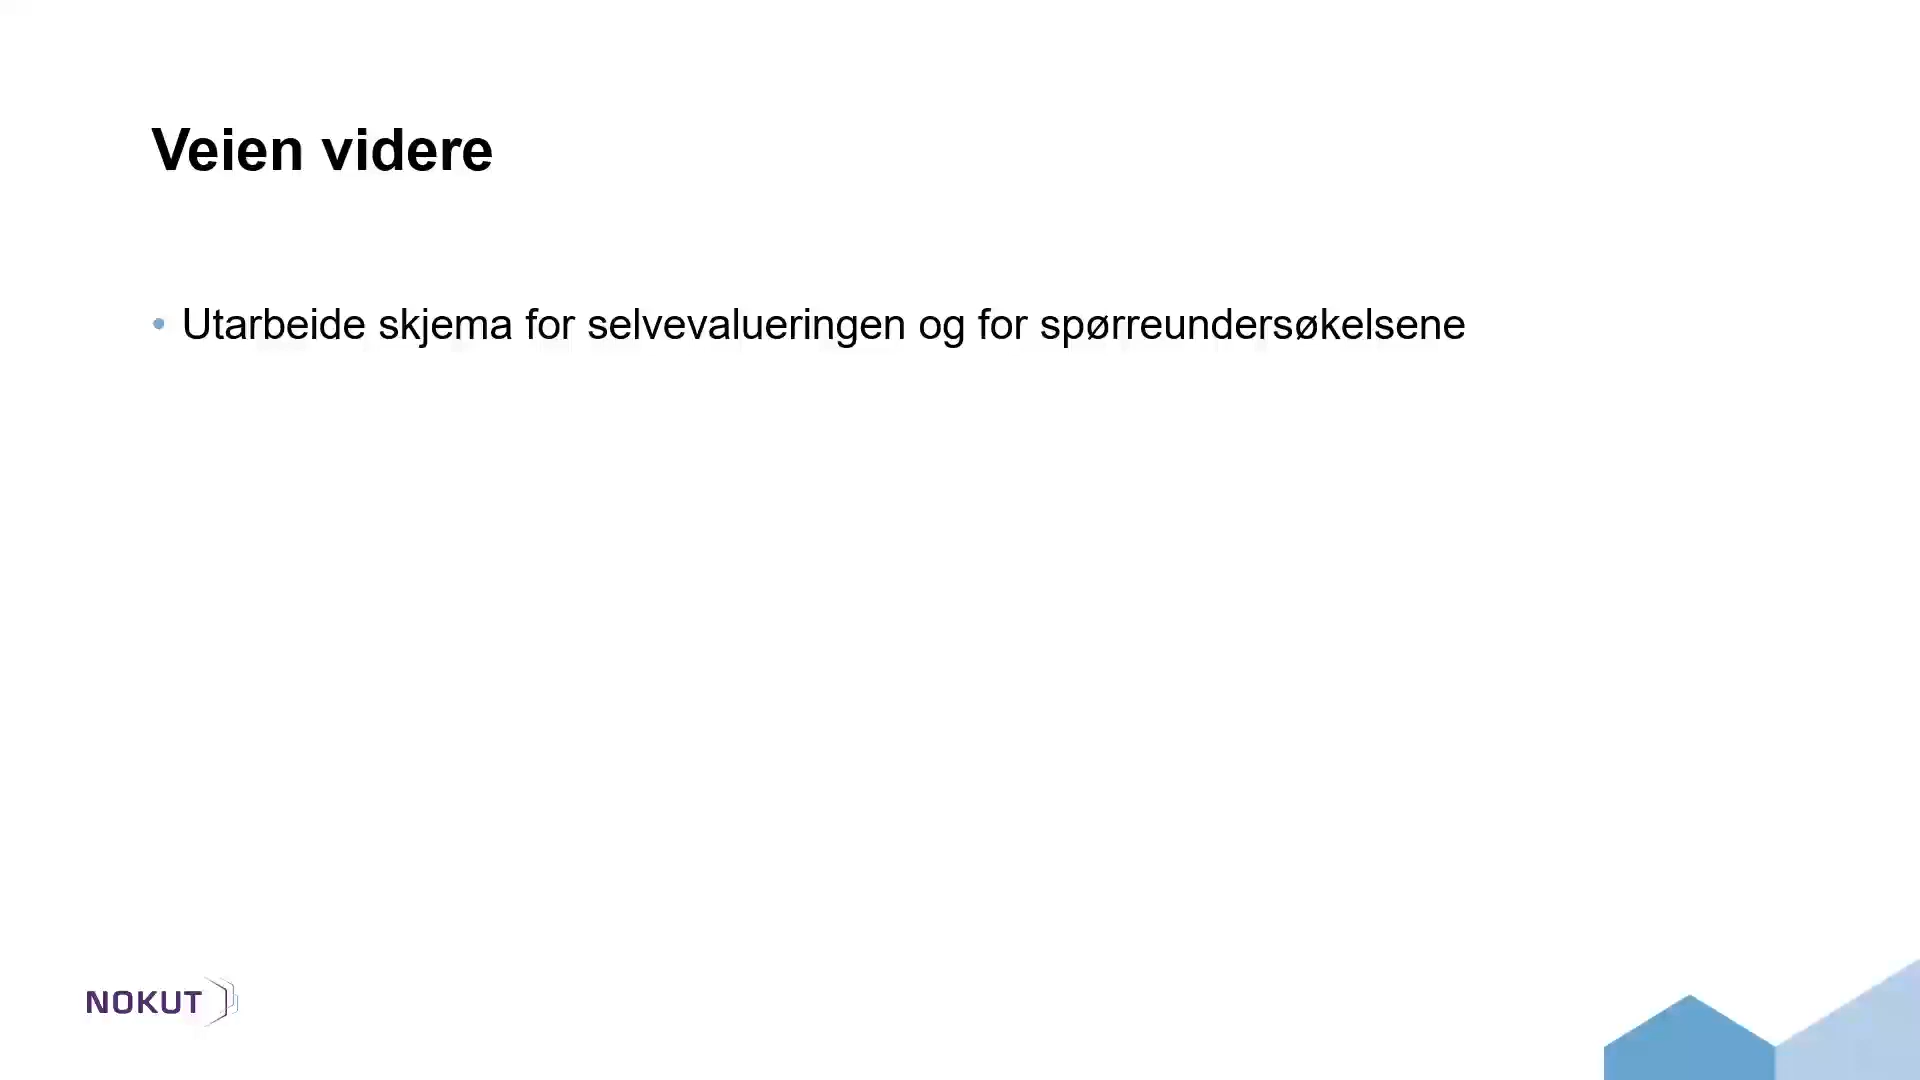 Veien videre
• Utarbeide skjema for selvevalueringen og for spørreundersøkelsene
NOKUT